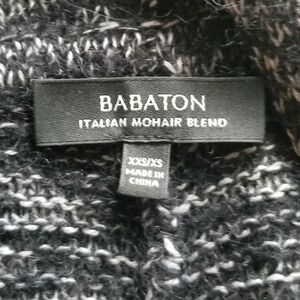 BABATON
ITALIAN MOHAIR BLEND
XXS/XS
MADE IN
CHINA